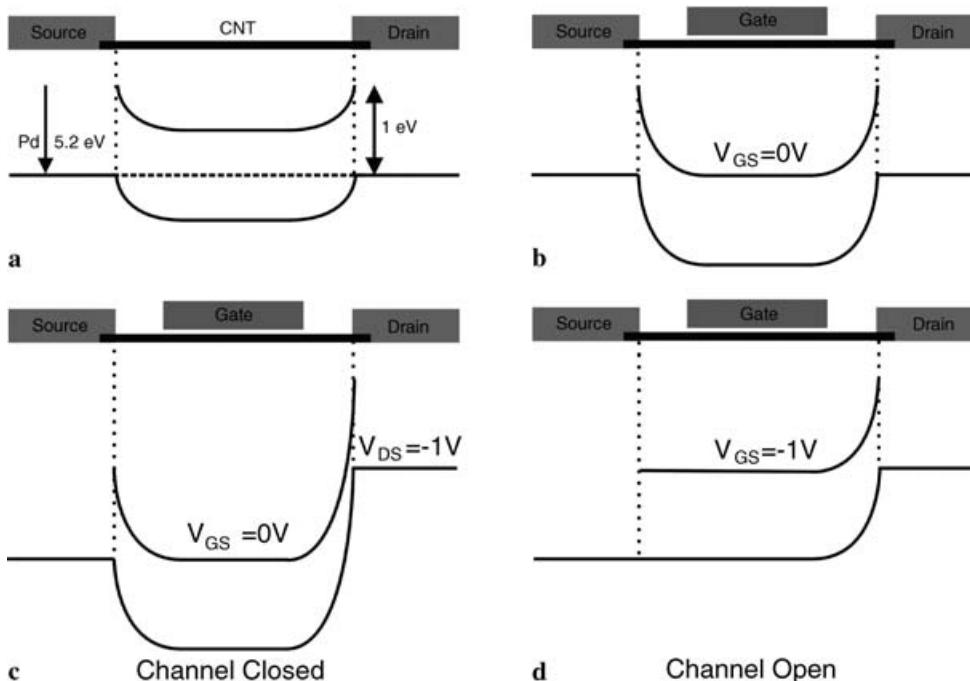 Source CNT Drain
Pd 5.2 eV 1 eV
a
Gate
Source Drain
V_GS=0V
b
Gate
Source Drain
V_DS=-1V
V_GS =0V
c Channel Closed
Gate
Source Drain
V_GS=-1V
d Channel Open